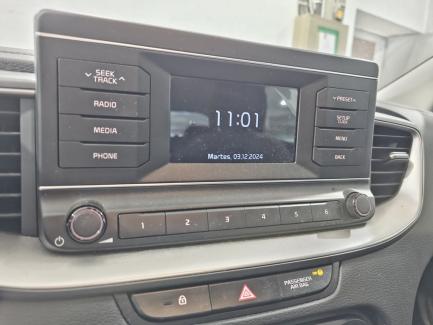 SEEK
TRACK
RADIO
MEDIA
PHONE
11:01
Martes, 03.12.2024
PRESET
SETUP
MENU
BACK
1 2 3 4 5 6
PASSENGER
AIR BAG